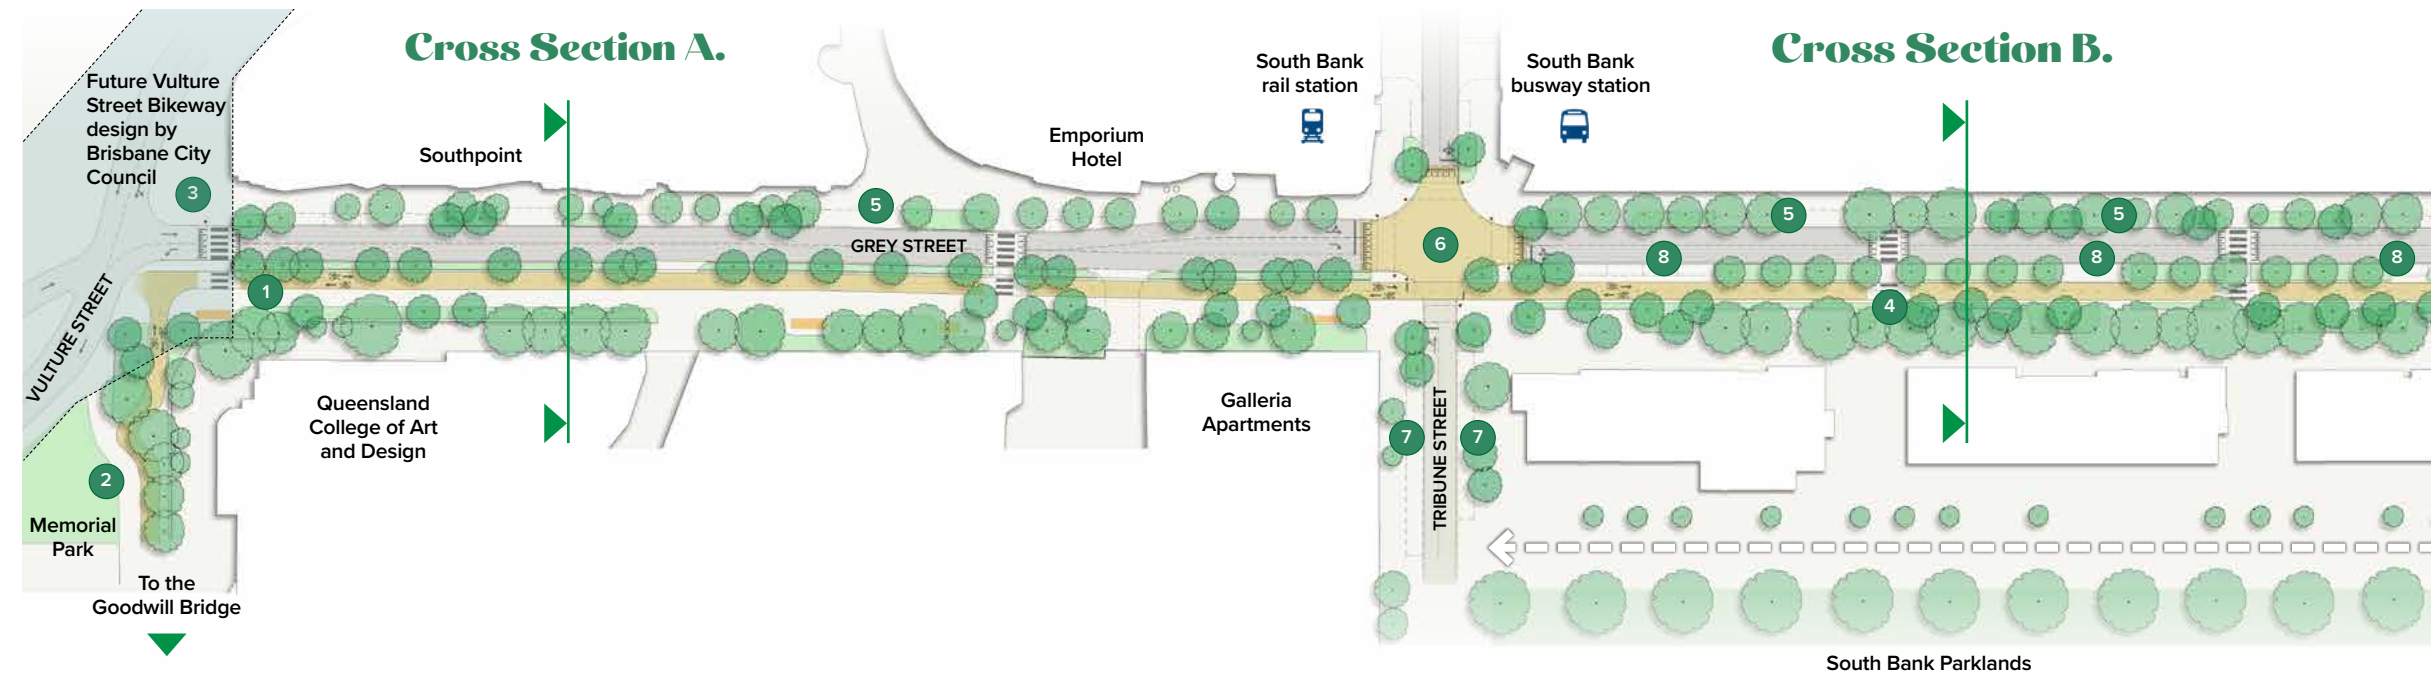 Cross Section A.
Cross Section B.
Future Vulture
Street Bikeway
design by
Brisbane City
Council
3
Southpoint
Emporium
Hotel
South Bank
rail station
South Bank
busway station
5
5
5
GREY STREET
6
8
8
8
1
4
VULTURE STREET
Queensland
College of Art
and Design
Galleria
Apartments
7
TRIBUNE STREET
7
2
Memorial
Park
To the
Goodwill Bridge
South Bank Parklands